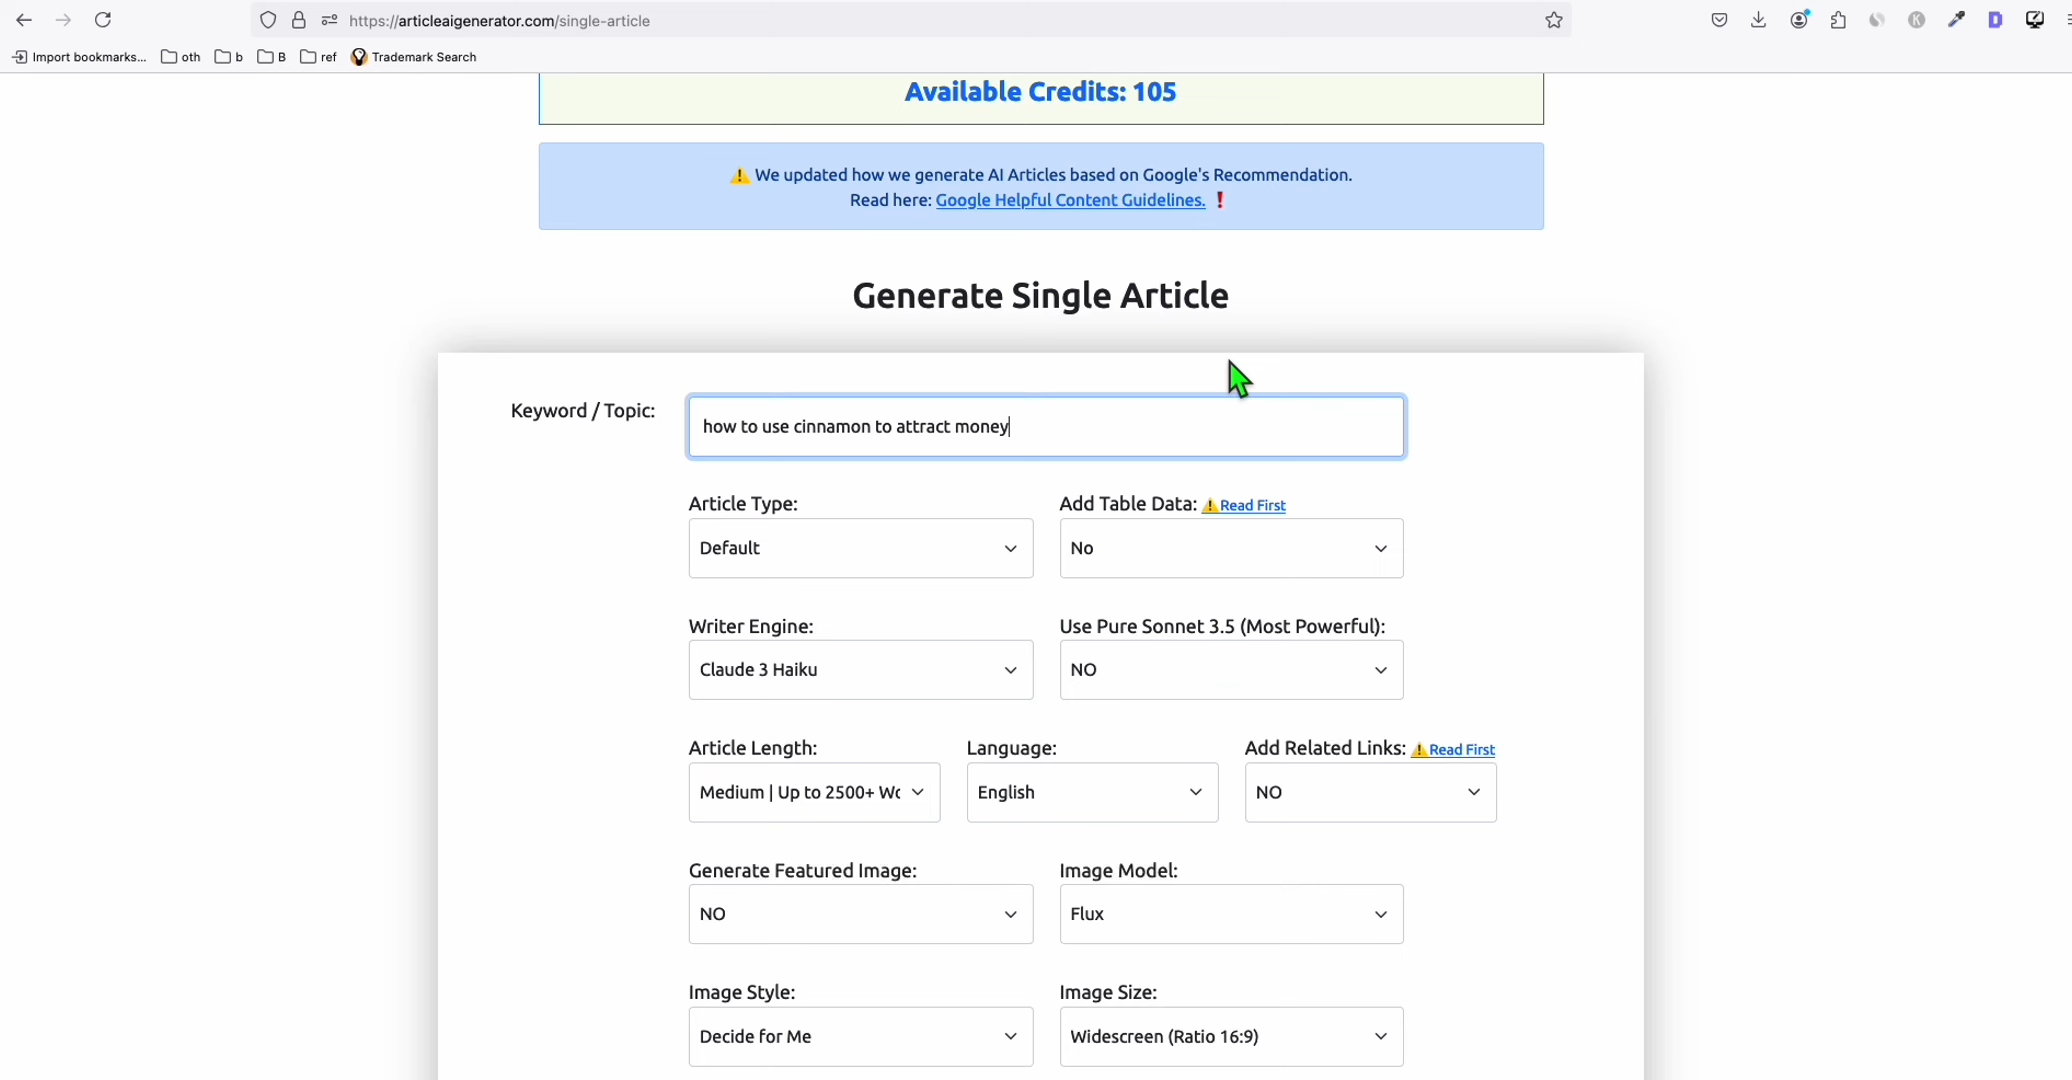 https://articleaigenerator.com/single-article
Import bookmarks... oth b B ref Trademark Search
Available Credits: 105
We updated how we generate AI Articles based on Google's Recommendation.
Read here: Google Helpful Content Guidelines.
Generate Single Article
Keyword / Topic:
how to use cinnamon to attract money
Article Type: Add Table Data: Read First
Default No
Writer Engine: Use Pure Sonnet 3.5 (Most Powerful):
Claude 3 Haiku NO
Article Length: Language: Add Related Links: Read First
Medium | Up to 2500+ Wc English NO
Generate Featured Image: Image Model:
NO Flux
Image Style: Image Size:
Decide for Me Widescreen (Ratio 16:9)